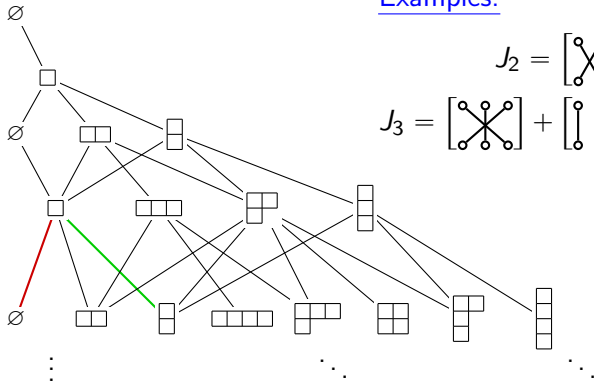 ∅
Examples:
J₂ = [
∅
J₃ = [ ] + [
∅
⋮ ⋱ ⋱